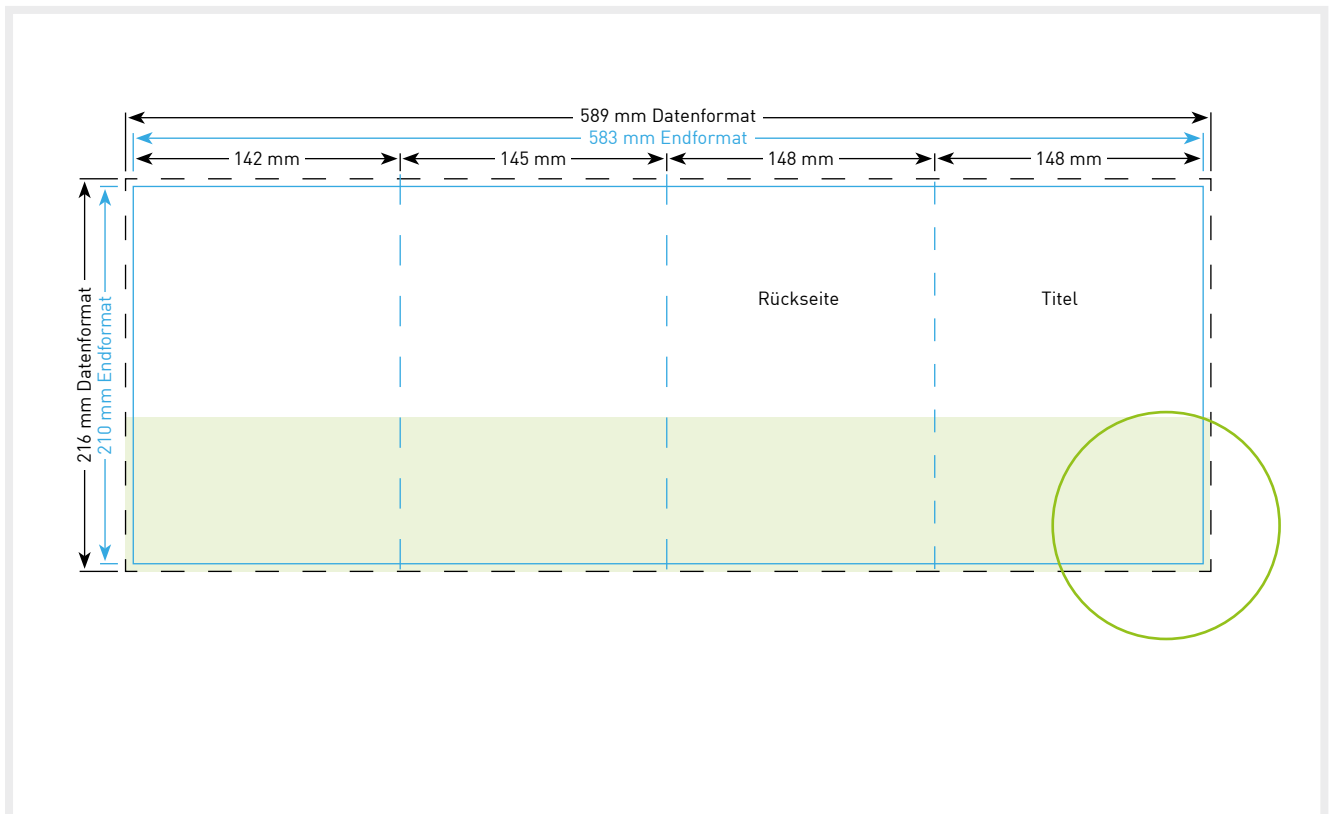 589 mm Datenformat
583 mm Endformat
142 mm
145 mm
148 mm
148 mm
216 mm Datenformat
210 mm Endformat
Rückseite
Titel